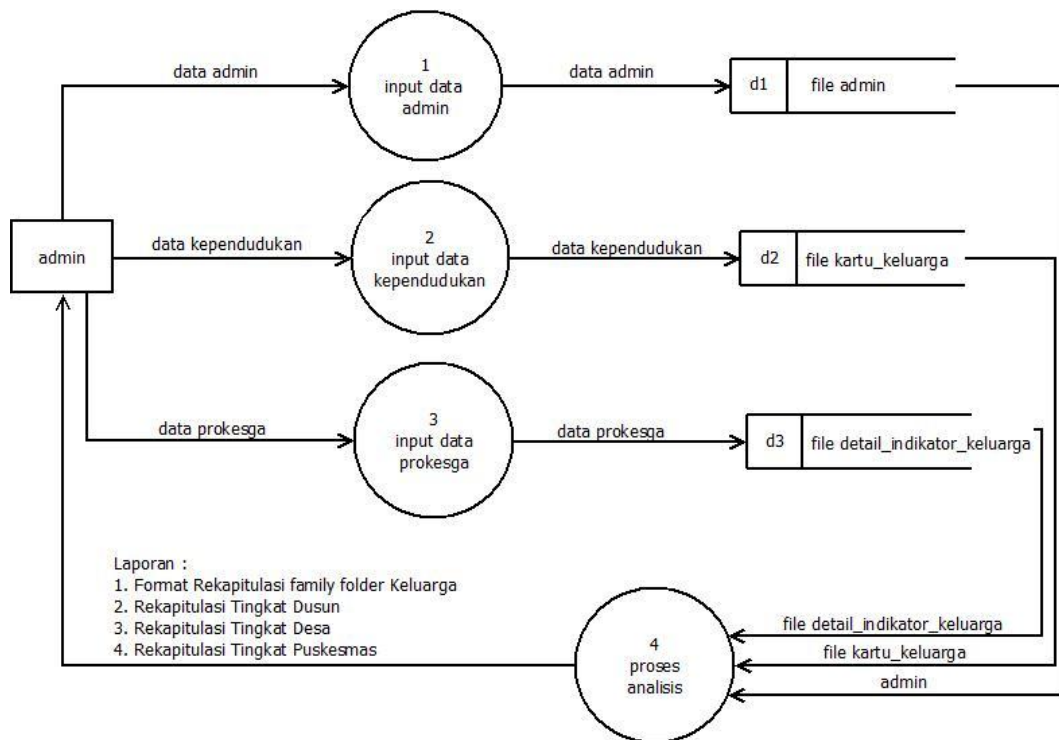 data admin
1
input data
admin
data admin
d1
file admin
admin
data kependudukan
2
input data
kependudukan
data kependudukan
d2
file kartu_keluarga
data prokesga
3
input data
prokesga
data prokesga
d3
file detail_indikator_keluarga
Laporan :
1. Format Rekapitulasi family folder Keluarga
2. Rekapitulasi Tingkat Dusun
3. Rekapitulasi Tingkat Desa
4. Rekapitulasi Tingkat Puskesmas
4
proses
analisis
file detail_indikator_keluarga
file kartu_keluarga
admin